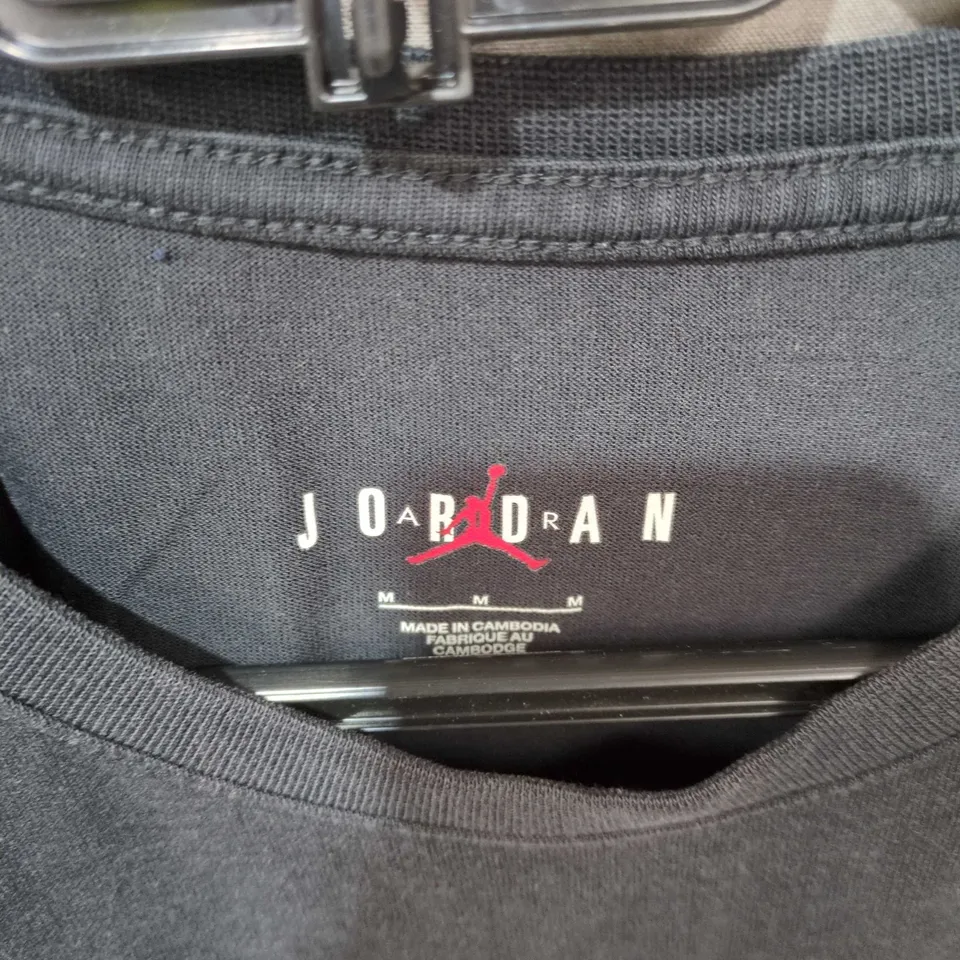 JORDAN
AIR
M M M
MADE IN CAMBODIA
FABRIQUE AU
CAMBODGE